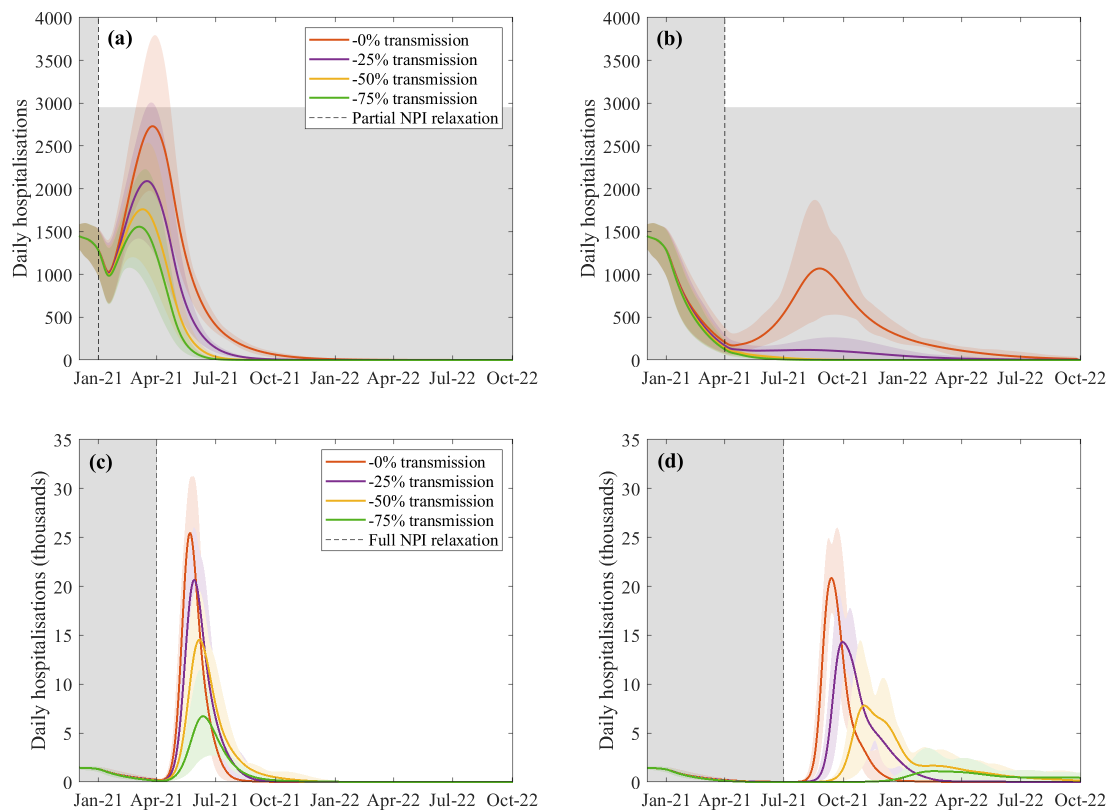 (a)
4000
3500
3000
2500
2000
1500
1000
500
0
Daily hospitalisations
-0% transmission
-25% transmission
-50% transmission
-75% transmission
Partial NPI relaxation
Jan-21 Apr-21 Jul-21 Oct-21 Jan-22 Apr-22 Jul-22 Oct-22
(b)
4000
3500
3000
2500
2000
1500
1000
500
0
Daily hospitalisations
Jan-21 Apr-21 Jul-21 Oct-21 Jan-22 Apr-22 Jul-22 Oct-22
(c)
35
30
25
20
15
10
5
0
Daily hospitalisations (thousands)
-0% transmission
-25% transmission
-50% transmission
-75% transmission
Full NPI relaxation
Jan-21 Apr-21 Jul-21 Oct-21 Jan-22 Apr-22 Jul-22 Oct-22
(d)
35
30
25
20
15
10
5
0
Daily hospitalisations (thousands)
Jan-21 Apr-21 Jul-21 Oct-21 Jan-22 Apr-22 Jul-22 Oct-22